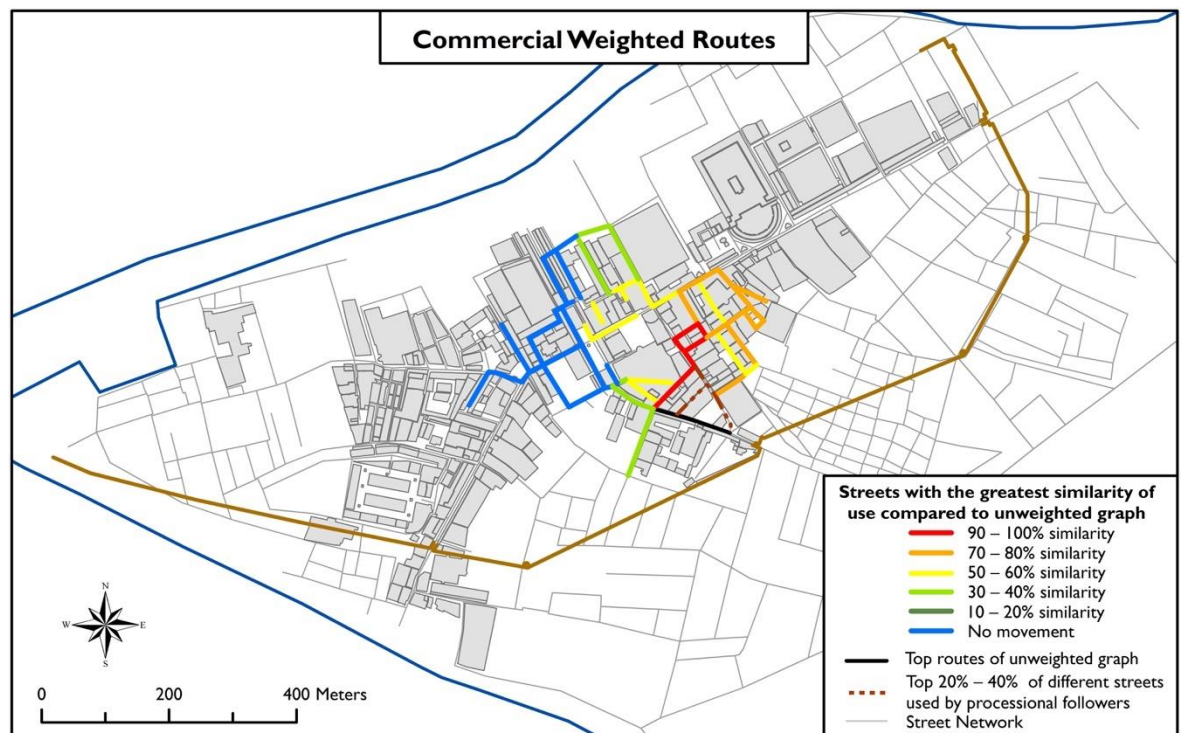 Commercial Weighted Routes
Streets with the greatest similarity of
use compared to unweighted graph
90 – 100% similarity
70 – 80% similarity
50 – 60% similarity
30 – 40% similarity
10 – 20% similarity
No movement
Top routes of unweighted graph
Top 20% – 40% of different streets
used by processional followers
Street Network
N
W E
S
0 200 400 Meters